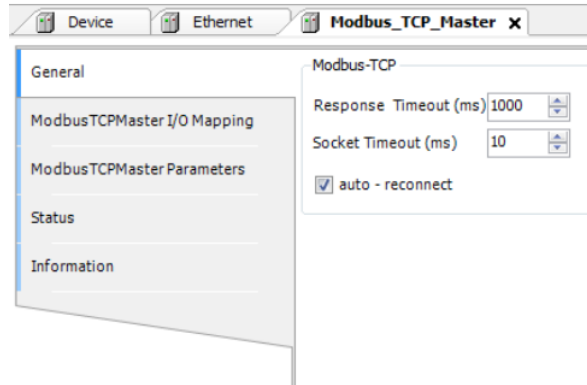 Device Ethernet Modbus_TCP_Master x
General
ModbusTCPMaster I/O Mapping
ModbusTCPMaster Parameters
Status
Information
Modbus-TCP
Response Timeout (ms) 1000
Socket Timeout (ms) 10
auto - reconnect